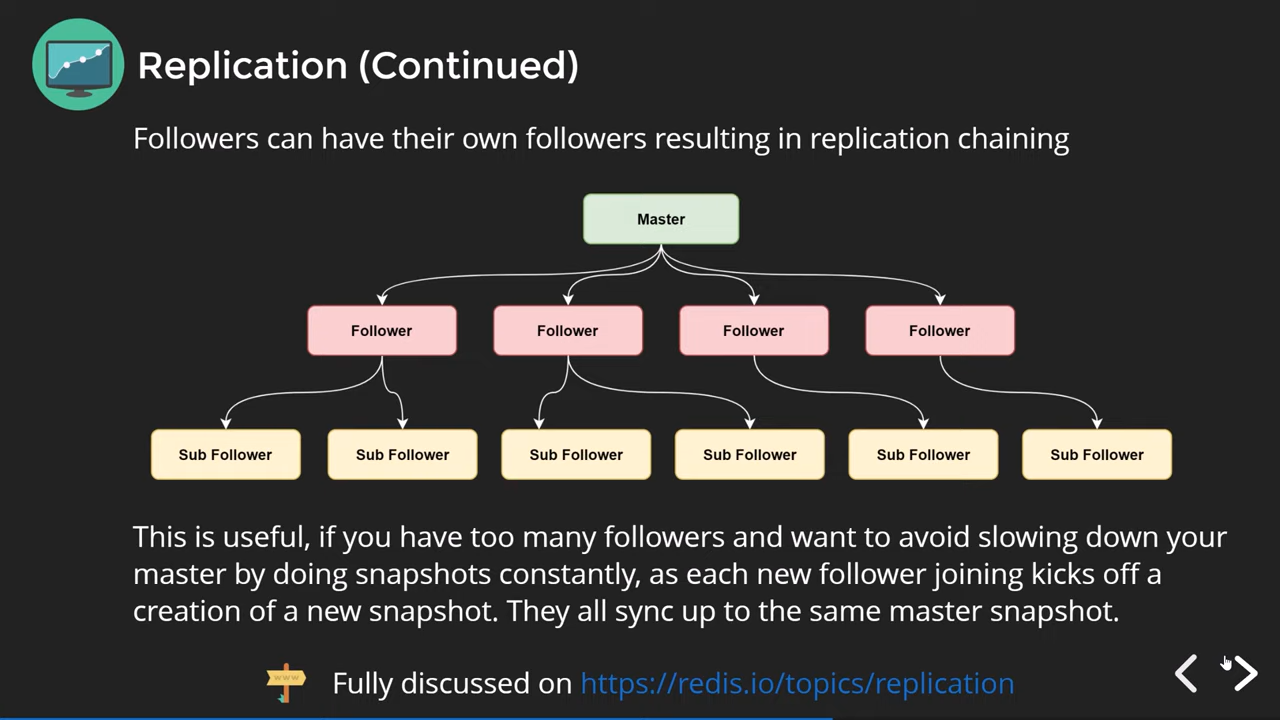 Replication (Continued)
Followers can have their own followers resulting in replication chaining
Master
Follower
Follower
Follower
Follower
Sub Follower
Sub Follower
Sub Follower
Sub Follower
Sub Follower
Sub Follower
This is useful, if you have too many followers and want to avoid slowing down your
master by doing snapshots constantly, as each new follower joining kicks off a
creation of a new snapshot. They all sync up to the same master snapshot.
www
Fully discussed on https://redis.io/topics/replication